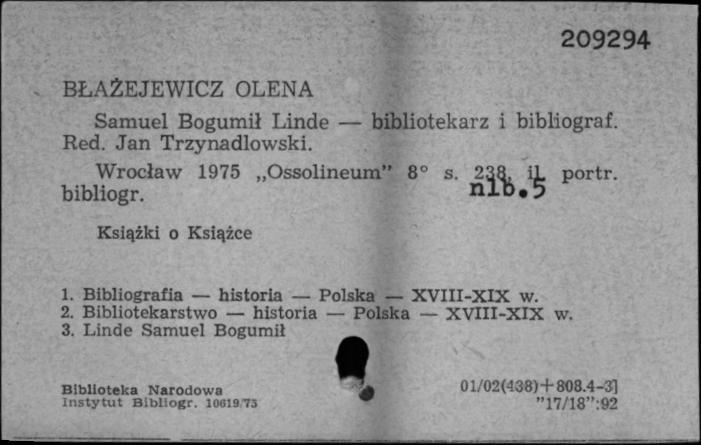 209294
BŁAŻEJEWICZ OLENA
Samuel Bogumił Linde — bibliotekarz i bibliograf.
Red. Jan Trzynadlowski.
Wrocław 1975 „Ossolineum” 8° s. 238, il. portr.
nlb.5
bibliogr.
Książki o Książce
1. Bibliografia — historia — Polska — XVIII-XIX w.
2. Bibliotekarstwo — historia — Polska — XVIII-XIX w.
3. Linde Samuel Bogumił
Biblioteka Narodowa
Instytut Bibliogr. 10619/75
01/02(438)+808.4-3]
”17/18”:92